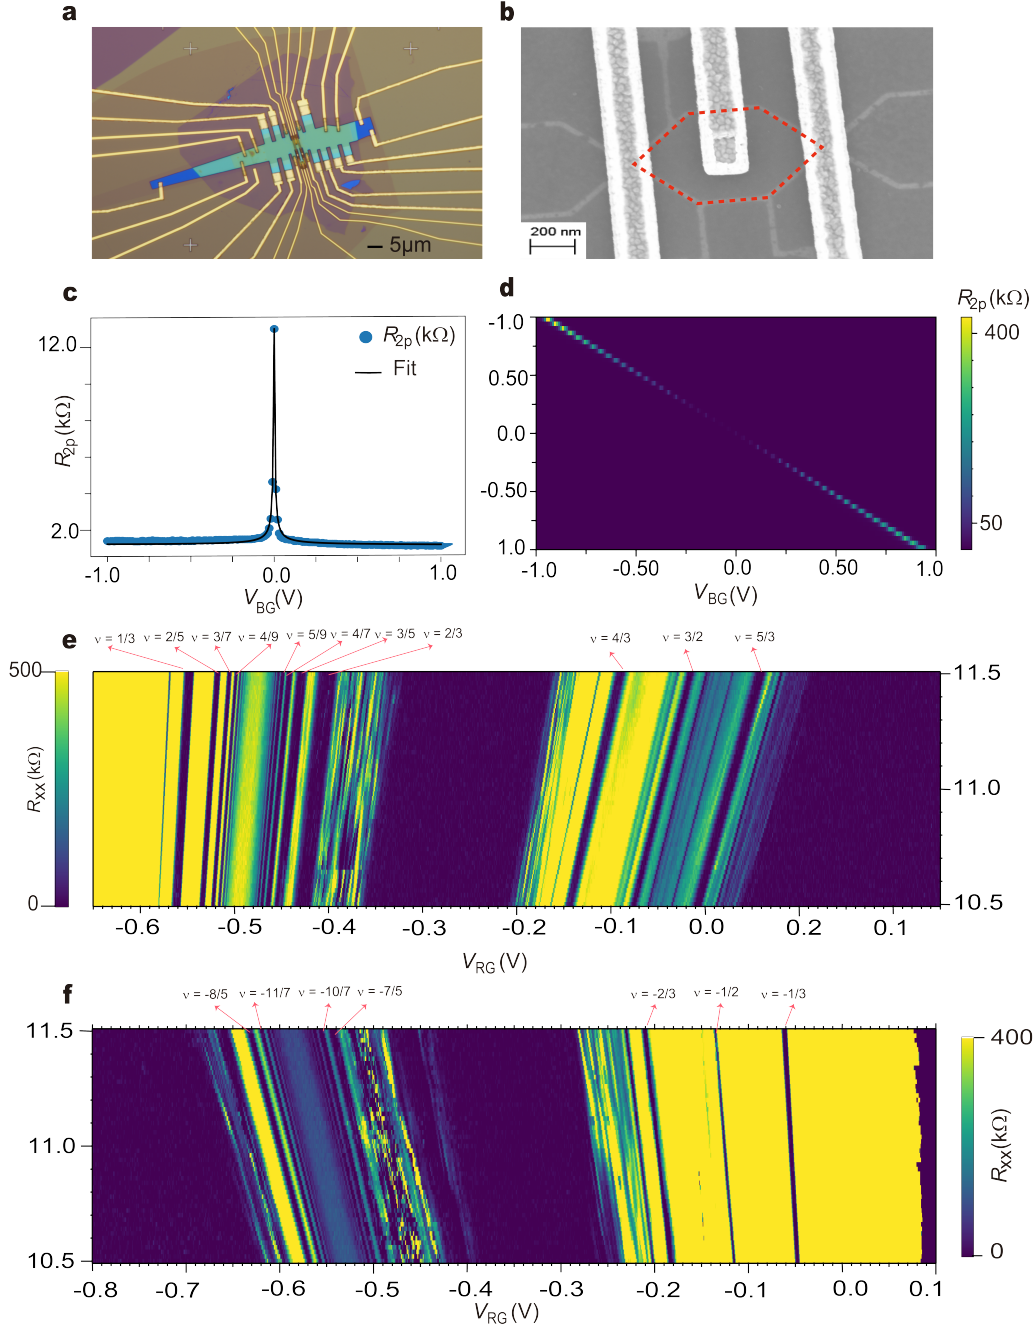 a
b
5μm
200 nm
c
d
12.0
2.0
R2p (kΩ)
R2p (kΩ)
Fit
-1.0
0.0
1.0
VBG(V)
-1.0
0.50
0.0
-0.50
1.0
-1.0
-0.50
0.0
0.50
1.0
VBG(V)
R2p (kΩ)
400
50
e
ν = 1/3 ν = 2/5 ν = 3/7 ν = 4/9 ν = 5/9 ν = 4/7 ν = 3/5 ν = 2/3 ν = 4/3 ν = 3/2 ν = 5/3
500
0
RXX (kΩ)
11.5
11.0
10.5
-0.6 -0.5 -0.4 -0.3 -0.2 -0.1 0.0 0.2 0.1
VRG (V)
f
ν = -8/5 ν = -11/7 ν = -10/7 ν = -7/5 ν = -2/3 ν = -1/2 ν = -1/3
11.5
11.0
10.5
-0.8 -0.7 -0.6 -0.5 -0.4 -0.3 -0.2 -0.1 0.0 0.1
VRG (V)
400
0
RXX (kΩ)